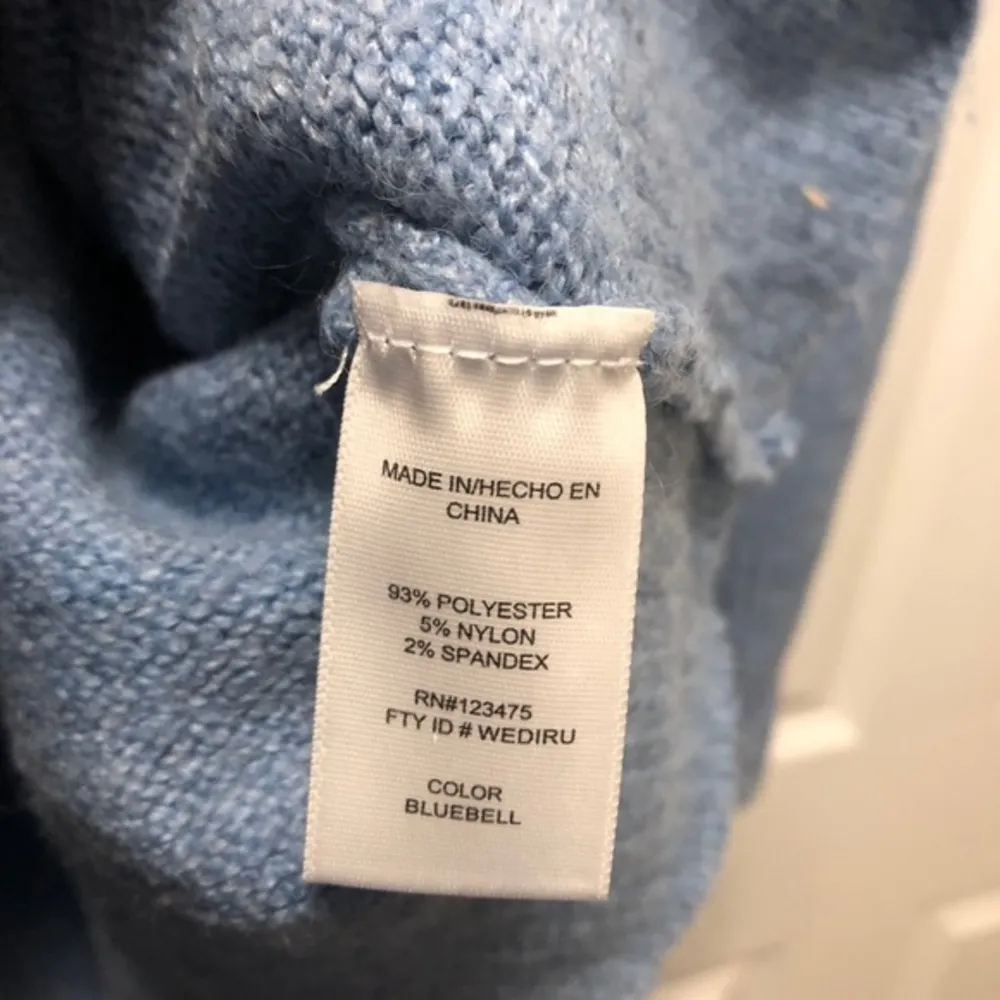 MADE IN/HECHO EN
CHINA
93% POLYESTER
5% NYLON
2% SPANDEX
RN#123475
FTY ID # WEDIRU
COLOR
BLUEBELL